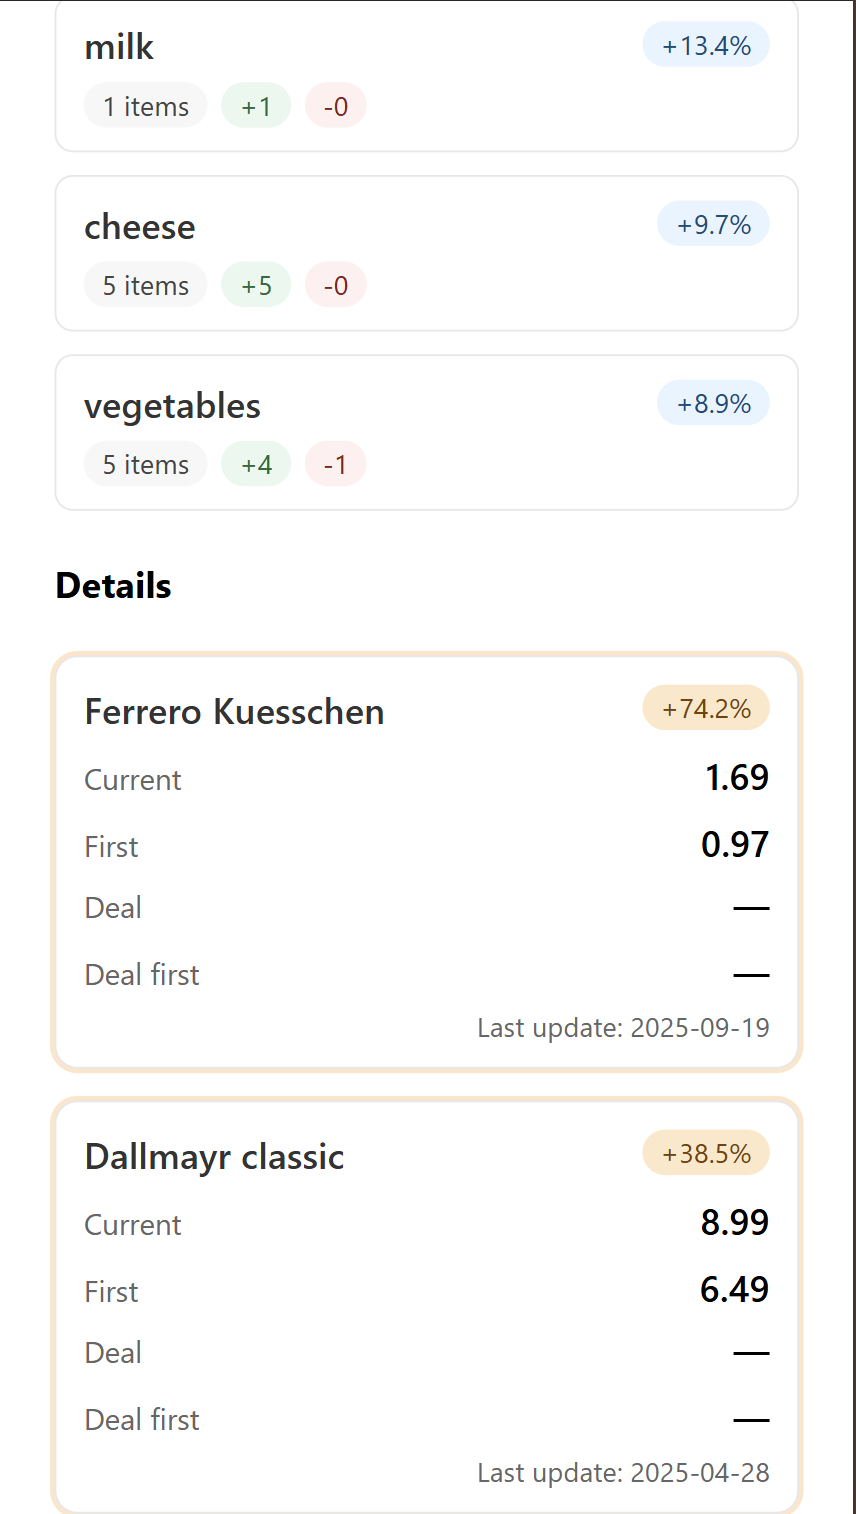 milk +13.4%
1 items +1 -0
cheese +9.7%
5 items +5 -0
vegetables +8.9%
5 items +4 -1
Details
Ferrero Kuesschen +74.2%
Current 1.69
First 0.97
Deal —
Deal first —
Last update: 2025-09-19
Dallmayr classic +38.5%
Current 8.99
First 6.49
Deal —
Deal first —
Last update: 2025-04-28